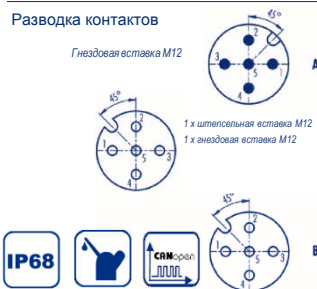 Разводка контактов
45°
Гнездовая вставка M12
2
3
5
1
4
A
45°
2
1
3
5
4
1 x штепсельная вставка M12
1 x гнездовая вставка M12
45°
2
1
3
5
4
B
IP68
CANopen